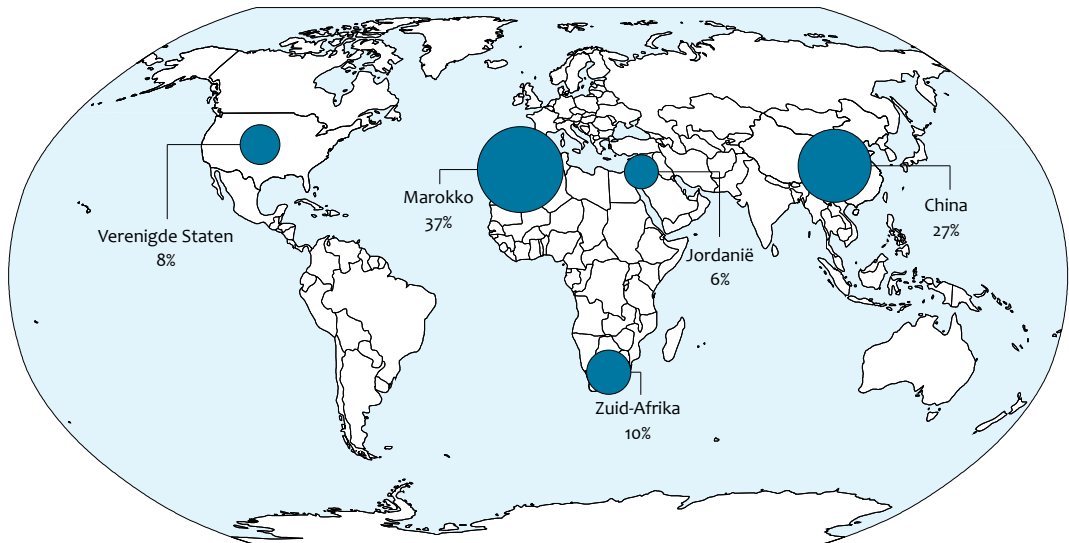 Verenigde Staten
8%
Marokko
37%
Jordanië
6%
China
27%
Zuid-Afrika
10%